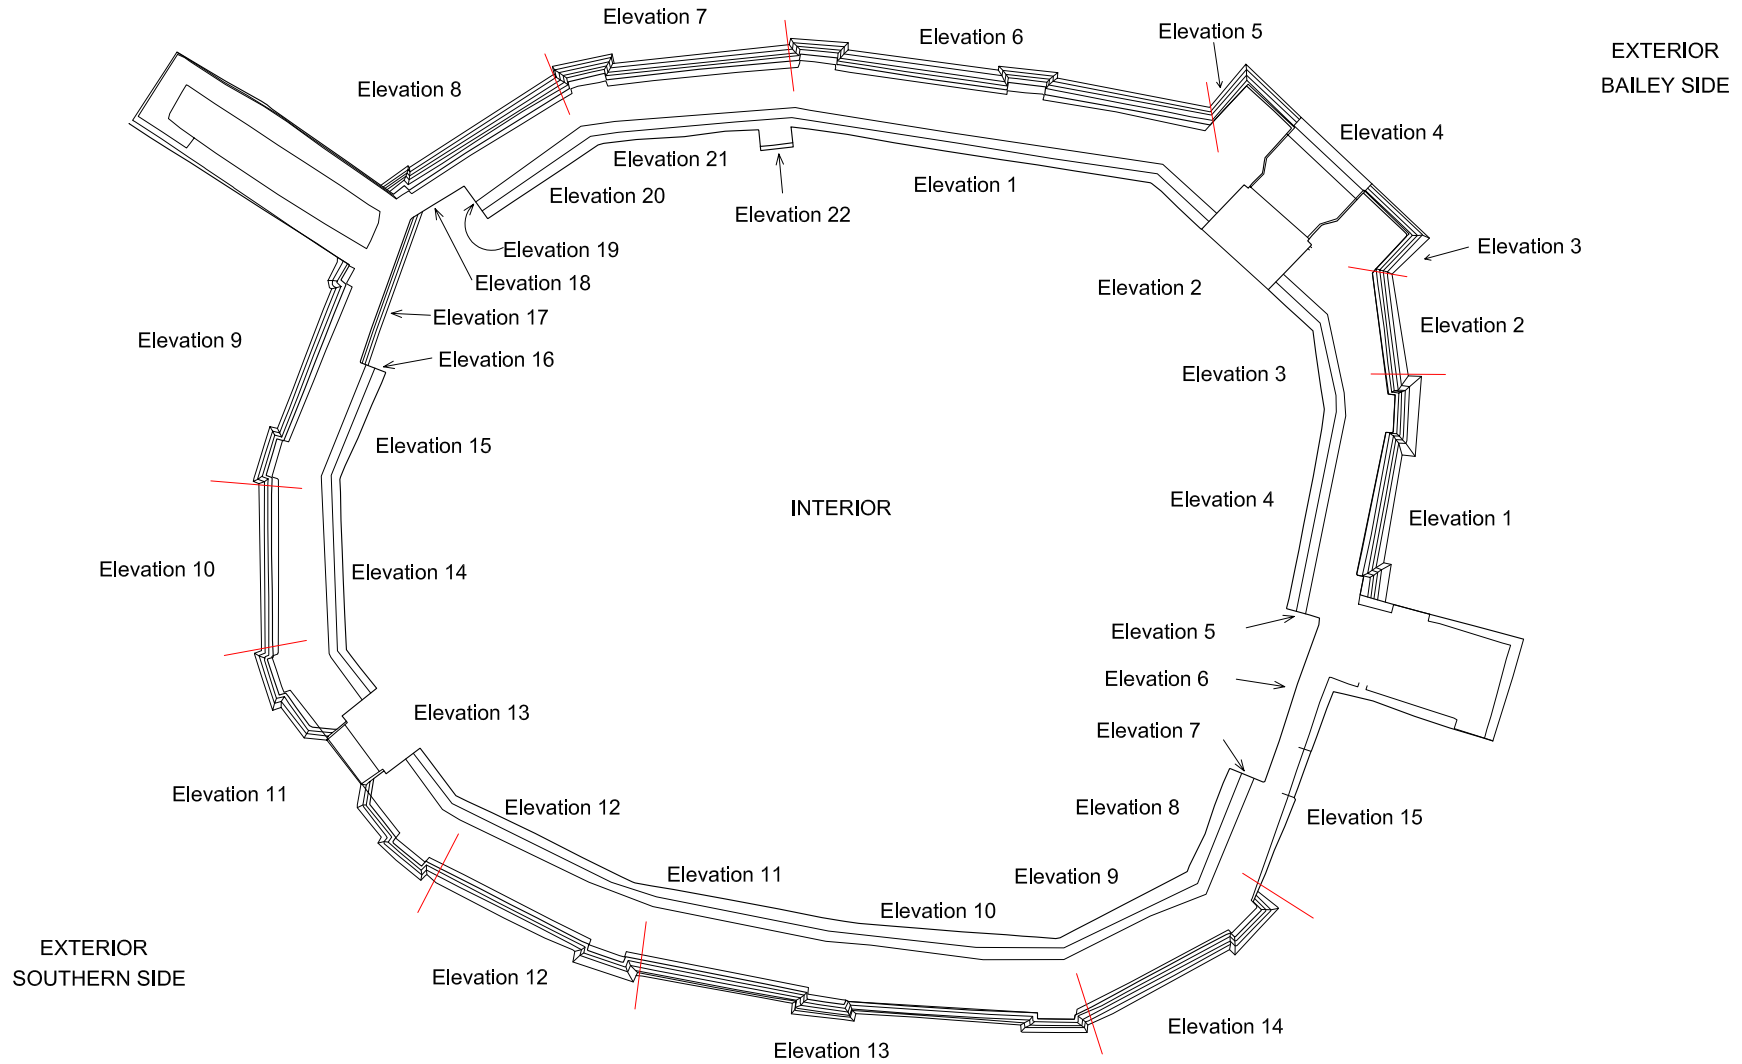 Elevation 7
Elevation 6
Elevation 5
EXTERIOR
BAILEY SIDE
Elevation 8
Elevation 4
Elevation 21
Elevation 20
Elevation 1
Elevation 22
Elevation 19
Elevation 18
Elevation 3
Elevation 2
Elevation 17
Elevation 2
Elevation 9
Elevation 16
Elevation 3
Elevation 15
INTERIOR
Elevation 4
Elevation 1
Elevation 10
Elevation 14
Elevation 5
Elevation 6
Elevation 13
Elevation 7
Elevation 11
Elevation 12
Elevation 8
Elevation 15
Elevation 11
Elevation 9
Elevation 10
EXTERIOR
SOUTHERN SIDE
Elevation 12
Elevation 14
Elevation 13